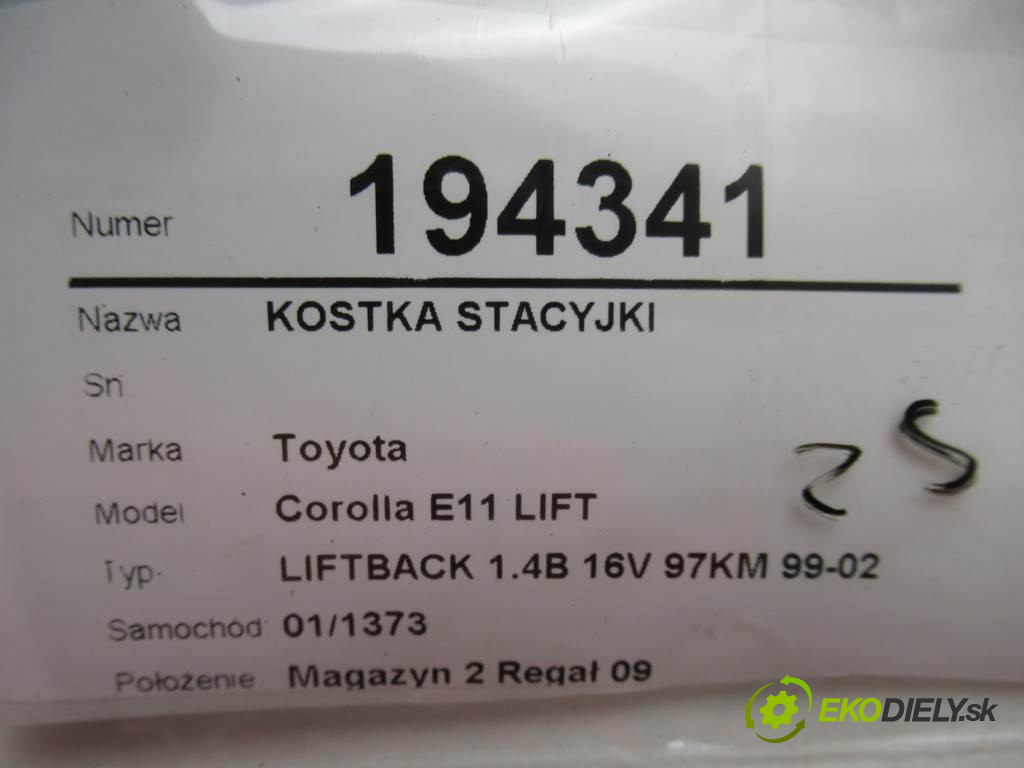 Numer 194341
Nazwa KOSTKA STACYJKI
Sn
Marka Toyota
25
Model Corolla E11 LIFT
Typ LIFTBACK 1.4B 16V 97KM 99-02
Samochód 01/1373
Położenie Magazyn 2 Regał 09
EKODIELY.sk